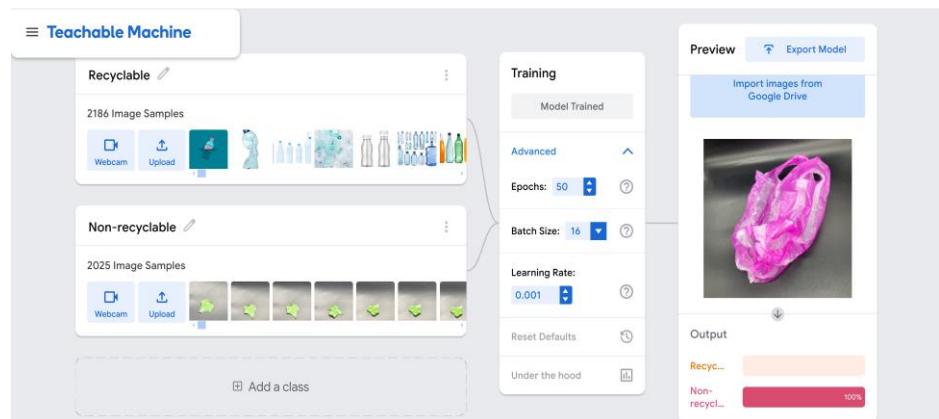 Teachable Machine
Recyclable
2186 Image Samples
Webcam
Upload
Non-recyclable
2025 Image Samples
Webcam
Upload
Add a class
Training
Model Trained
Advanced
Epochs: 50
Batch Size: 16
Learning Rate:
0.001
Reset Defaults
Under the hood
Preview
Export Model
Import images from
Google Drive
Output
Recyc...
100%
Non-
recycl...